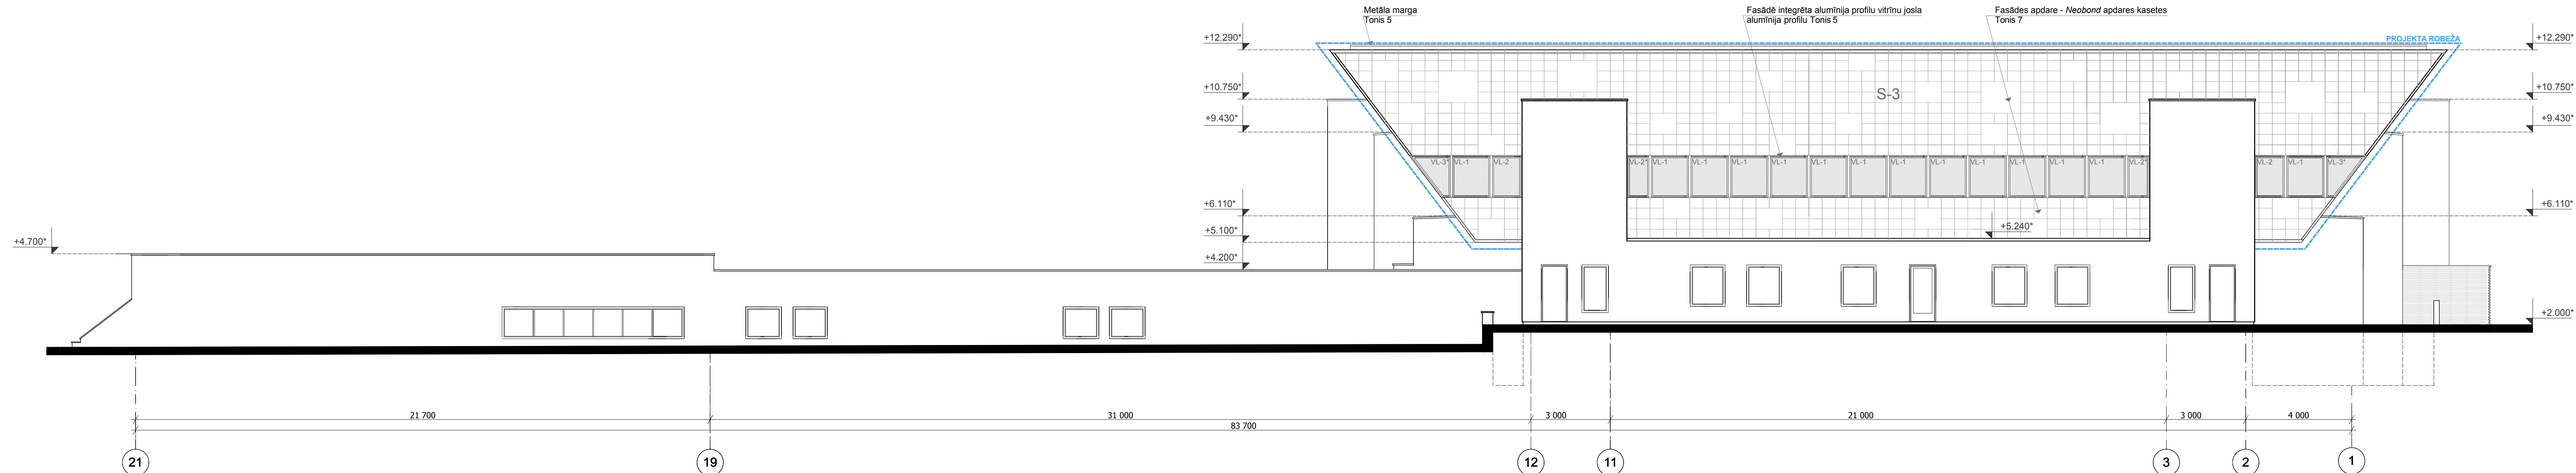 Metāla marga
Tonis 5
Fasādē integrēta alumīnija profilu vitrīnu josla
alumīnija profilu Tonis 5
Fasādes apdare - Neobond apdares kasetes
Tonis 7
PROJEKTA ROBEŽA
+12.290*
+12.290*
+10.750*
+10.750*
S-3
+9.430*
+9.430*
VL-3* VL-1 VL-2 VL-2* VL-1 VL-1 VL-1 VL-1 VL-1 VL-1 VL-1 VL-1 VL-1 VL-1 VL-1 VL-1 VL-2* VL-2 VL-1 VL-3*
+6.110*
+6.110*
+5.240*
+5.100*
+4.700*
+4.200*
+2.000*
21 700 31 000 3 000 21 000 3 000 4 000
83 700
21 19 12 11 3 2 1